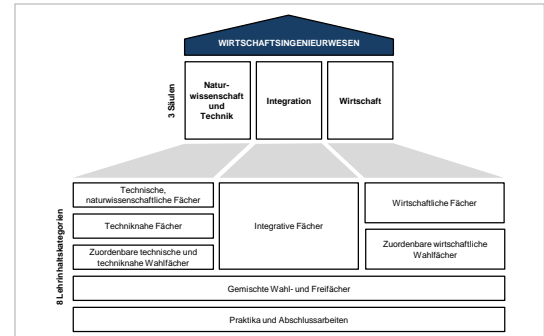 WIRTSCHAFTSINGENIEURWESEN
3 Säulen
Natur-
wissenschaft
und
Technik
Integration
Wirtschaft
8 Lehrinhaltskategorien
Technische,
naturwissenschaftliche Fächer
Techniknahe Fächer
Zuordenbare technische und
techniknahe Wahlfächer
Integrative Fächer
Wirtschaftliche Fächer
Zuordenbare wirtschaftliche
Wahlfächer
Gemischte Wahl- und Freifächer
Praktika und Abschlussarbeiten